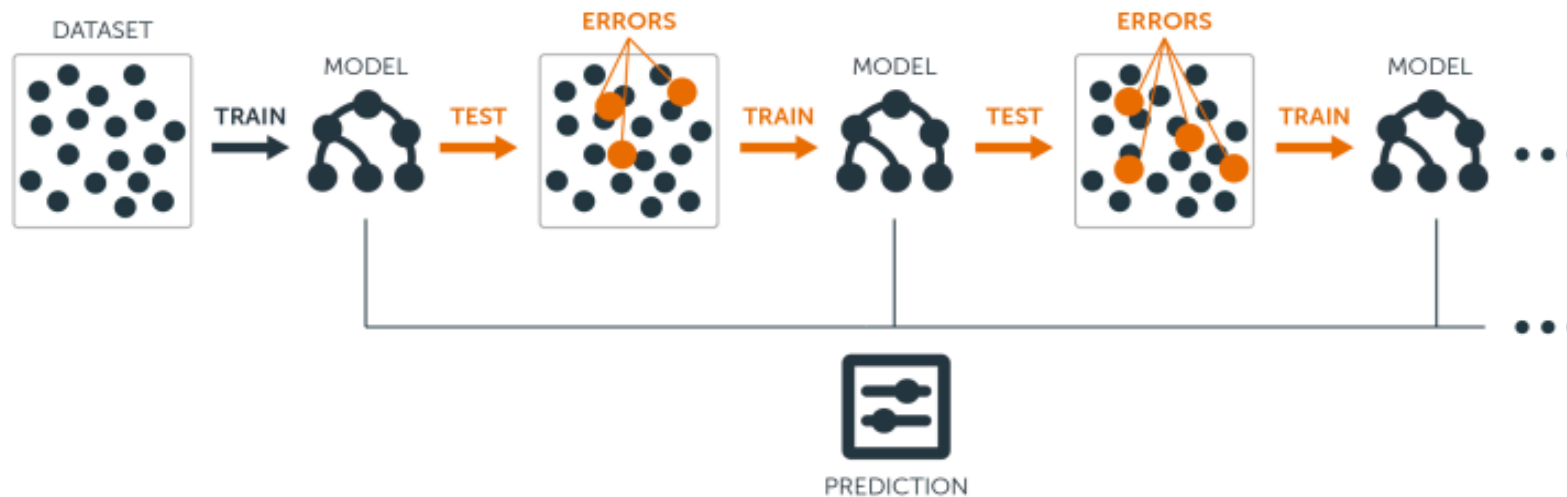 DATASET
ERRORS
ERRORS
MODEL
MODEL
MODEL
TRAIN
TEST
TRAIN
TEST
TRAIN
PREDICTION